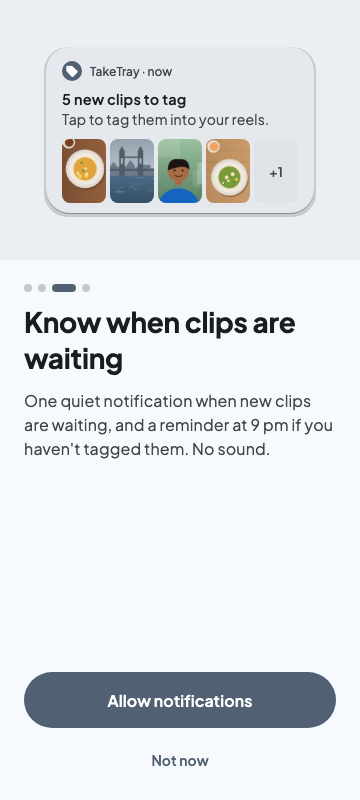 TakeTray · now
5 new clips to tag
Tap to tag them into your reels.
+1
Know when clips are
waiting
One quiet notification when new clips
are waiting, and a reminder at 9 pm if you
haven't tagged them. No sound.
Allow notifications
Not now